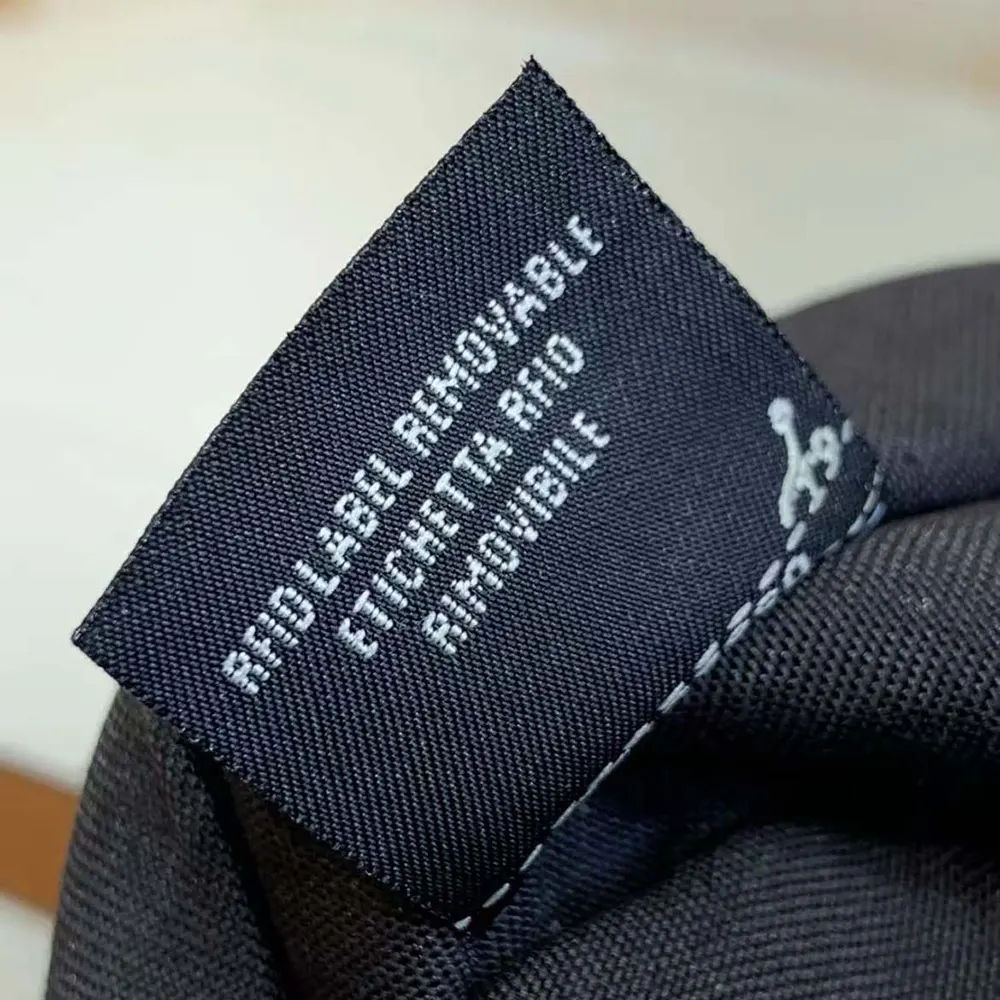 RFID LABEL REMOVABLE
ETICHETTA RFID
RIMOVIBILE